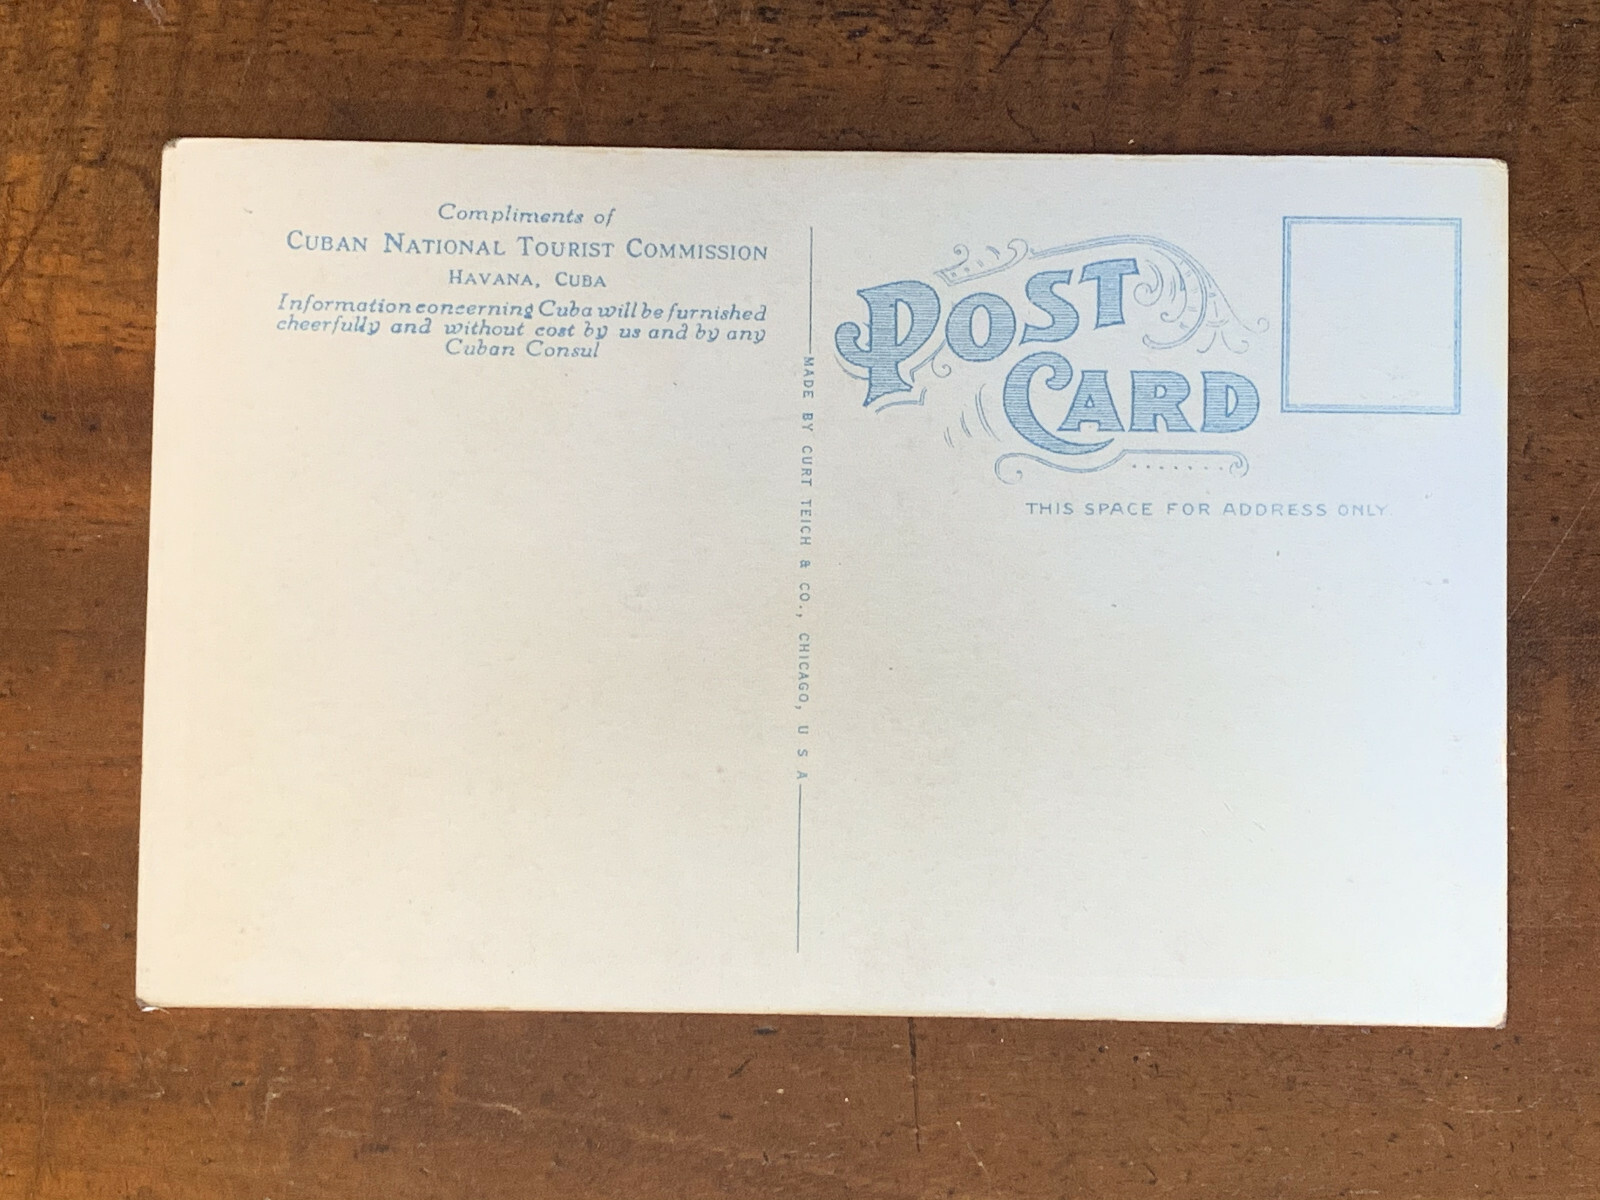 Compliments of
CUBAN NATIONAL TOURIST COMMISSION
HAVANA, CUBA
Information concerning Cuba will be furnished
cheerfully and without cost by us and by any
Cuban Consul
MADE BY CURT TEICH & CO., CHICAGO, U S A
POST
CARD
THIS SPACE FOR ADDRESS ONLY.